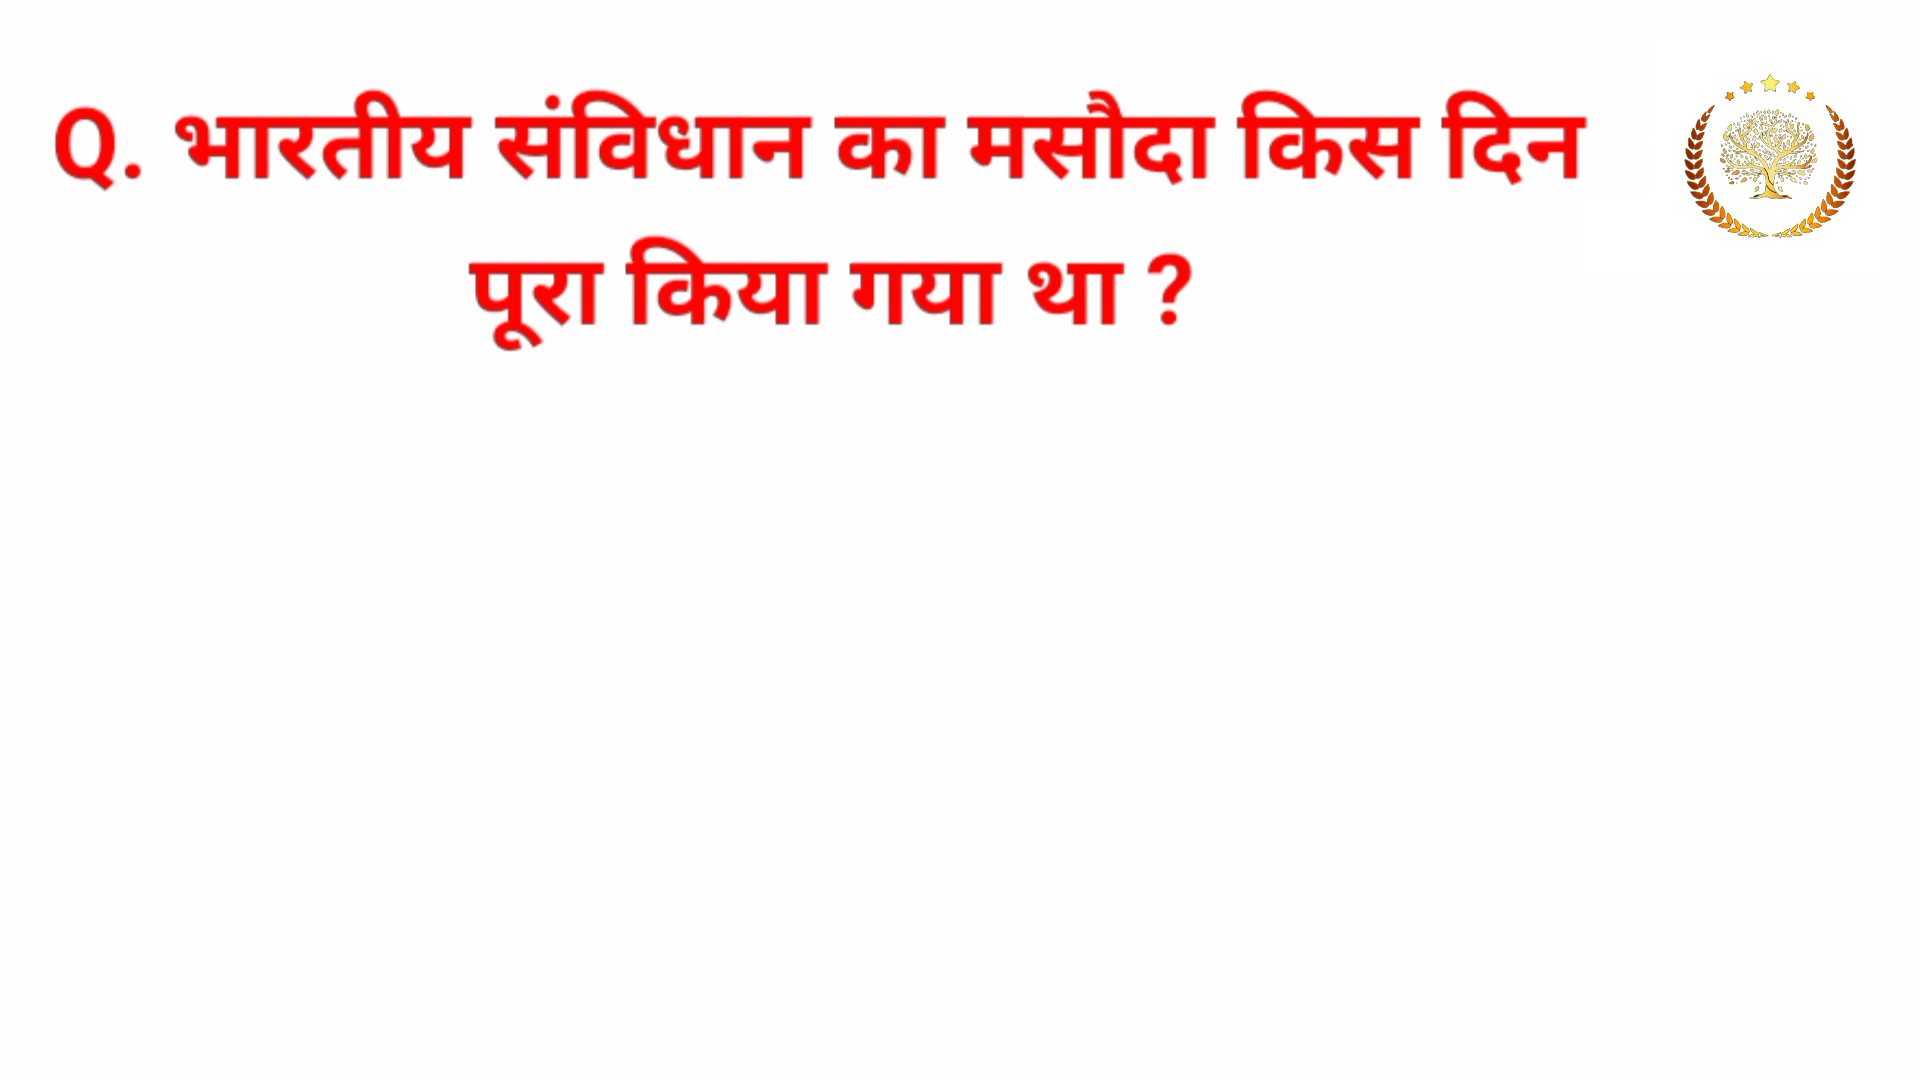 Q. भारतीय संविधान का मसौदा किस दिन
पूरा किया गया था ?